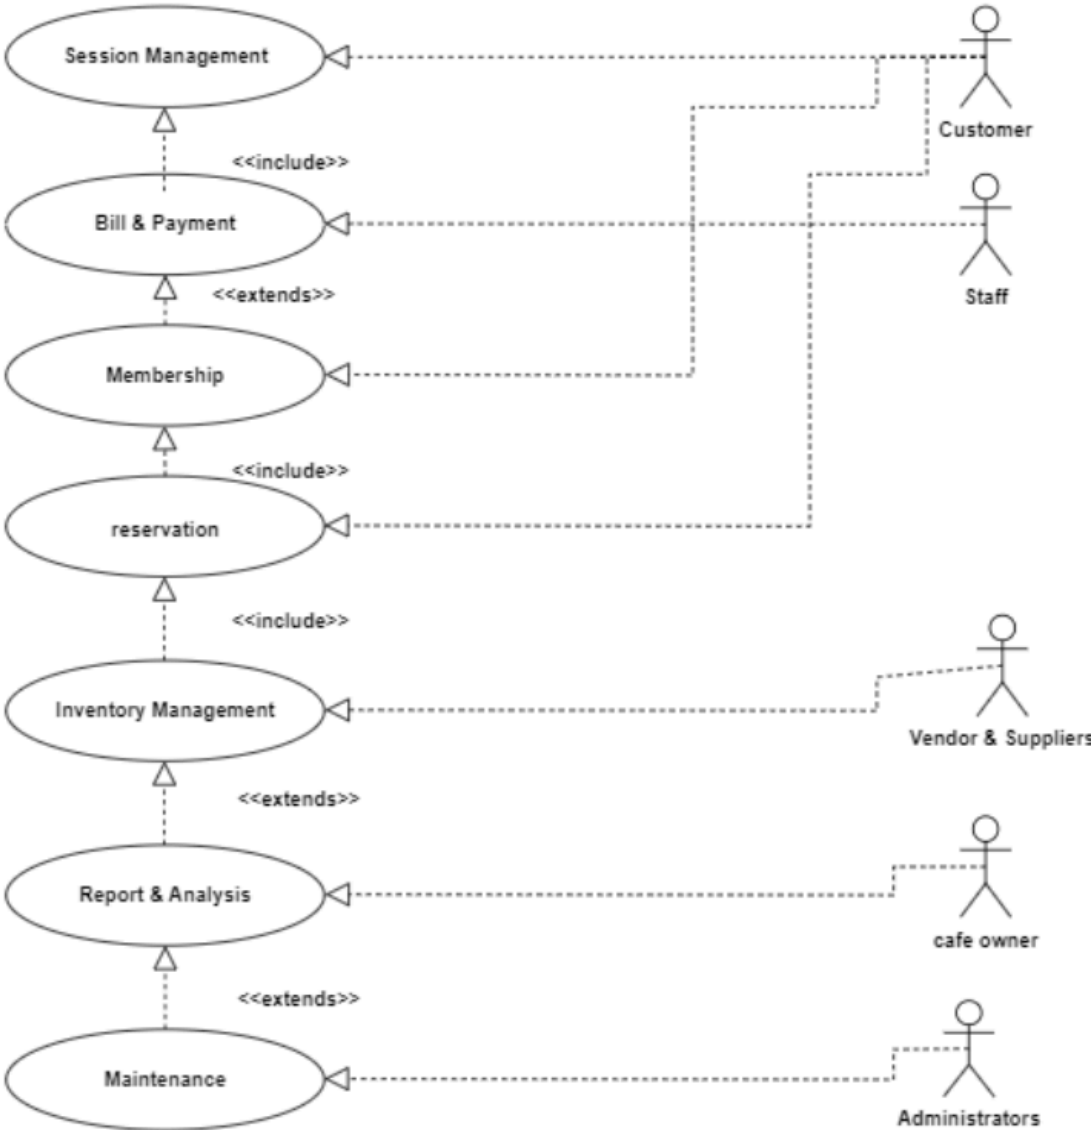 Session Management
Customer
<<include>>
Bill & Payment
Staff
<<extends>>
Membership
<<include>>
reservation
<<include>>
Inventory Management
Vendor & Suppliers
<<extends>>
Report & Analysis
cafe owner
<<extends>>
Maintenance
Administrators